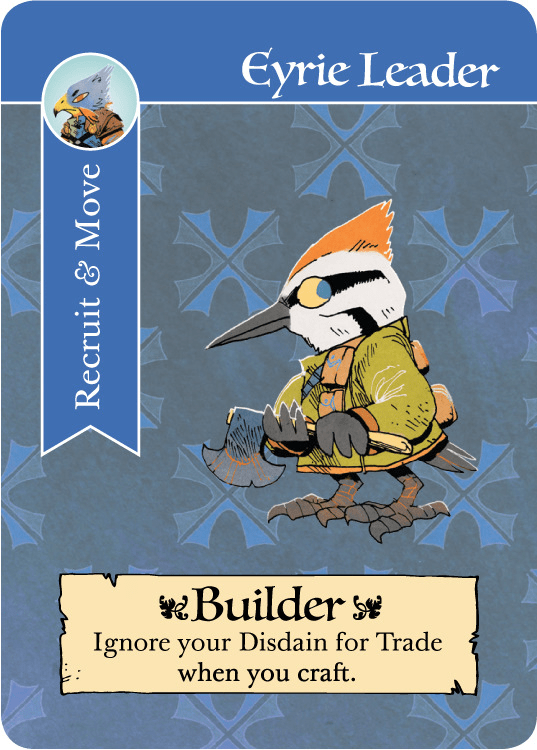 Eyrie Leader
Recruit & Move
Builder
Ignore your Disdain for Trade
when you craft.